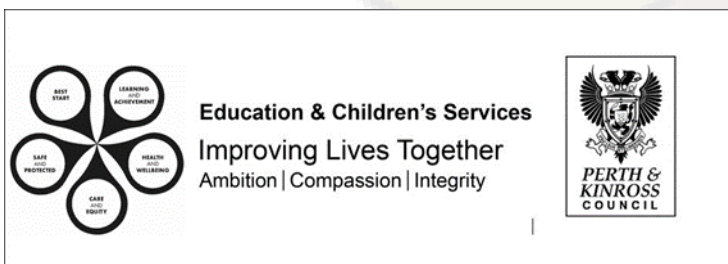 BEST
START
LEARNING
AND
ACHIEVEMENT
SAFE
AND
PROTECTED
HEALTH
AND
WELLBEING
CARE
AND
EQUITY
Education & Children's Services
Improving Lives Together
Ambition | Compassion | Integrity
PERTH &
KINROSS
COUNCIL